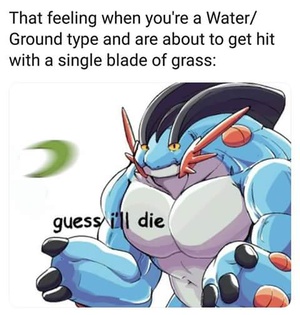 That feeling when you're a Water/
Ground type and are about to get hit
with a single blade of grass:
guess i'll die